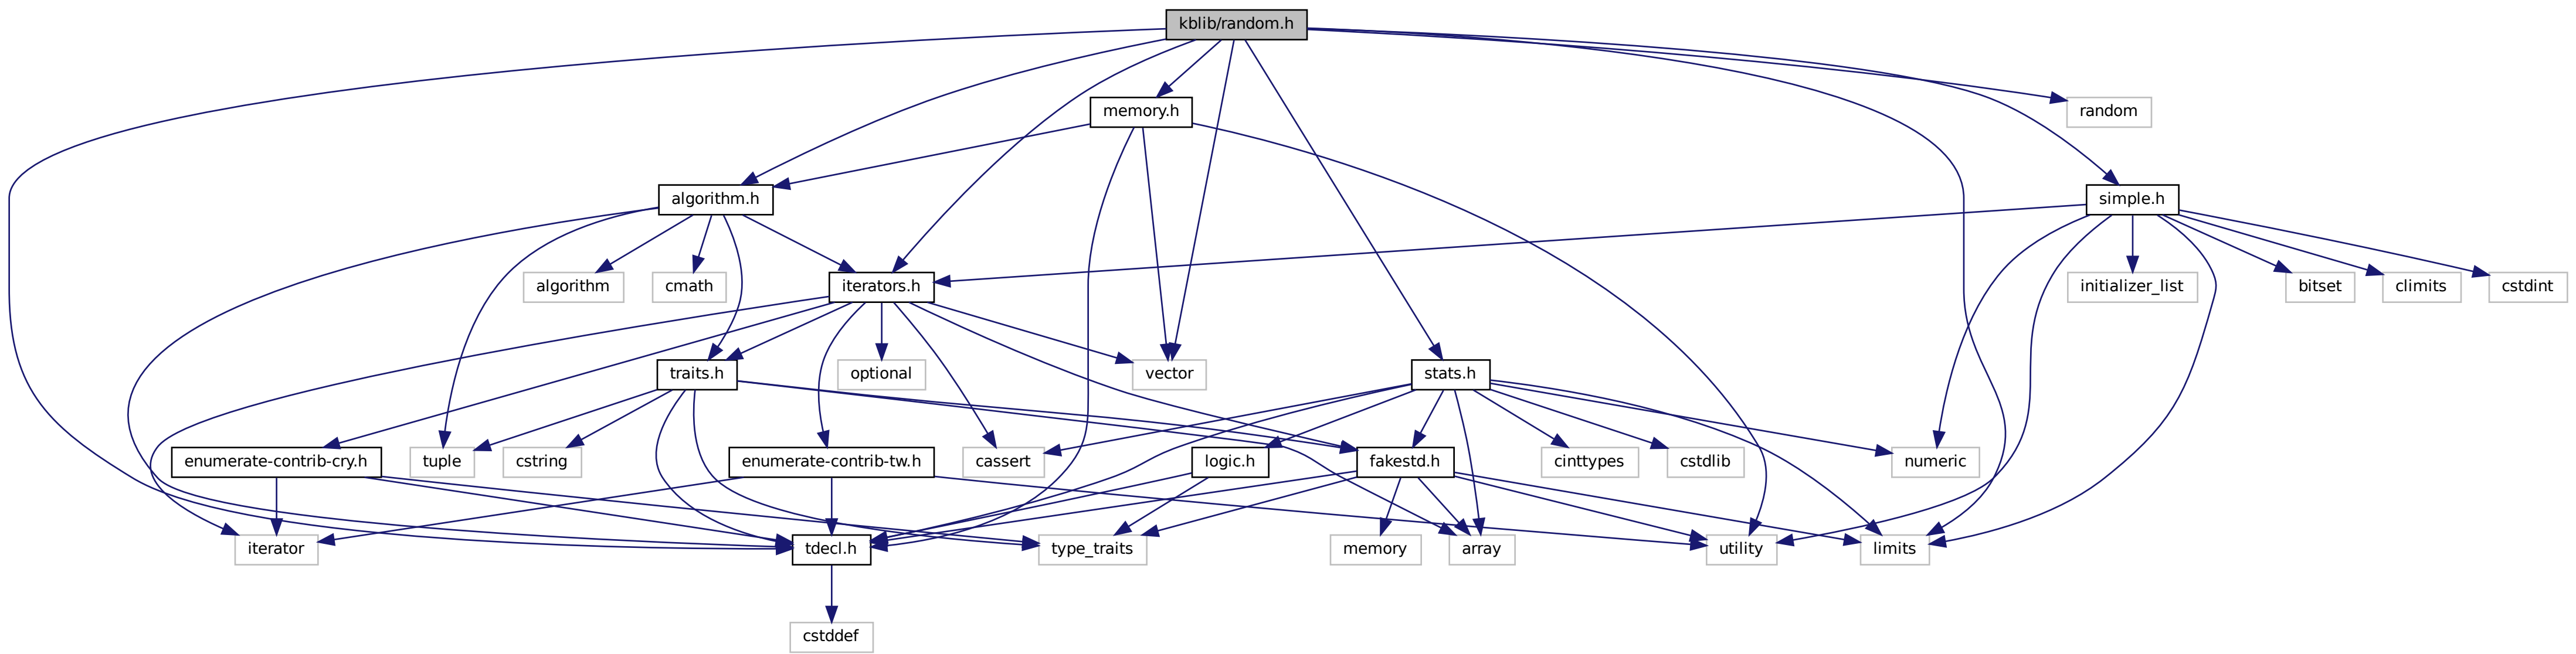 kblib/random.h
memory.h
random
algorithm.h
simple.h
algorithm
cmath
iterators.h
initializer_list
bitset
climits
cstdint
traits.h
optional
vector
stats.h
enumerate-contrib-cry.h
tuple
cstring
enumerate-contrib-tw.h
cassert
logic.h
fakestd.h
cinttypes
cstdlib
numeric
iterator
tdecl.h
type_traits
memory
array
utility
limits
cstddef